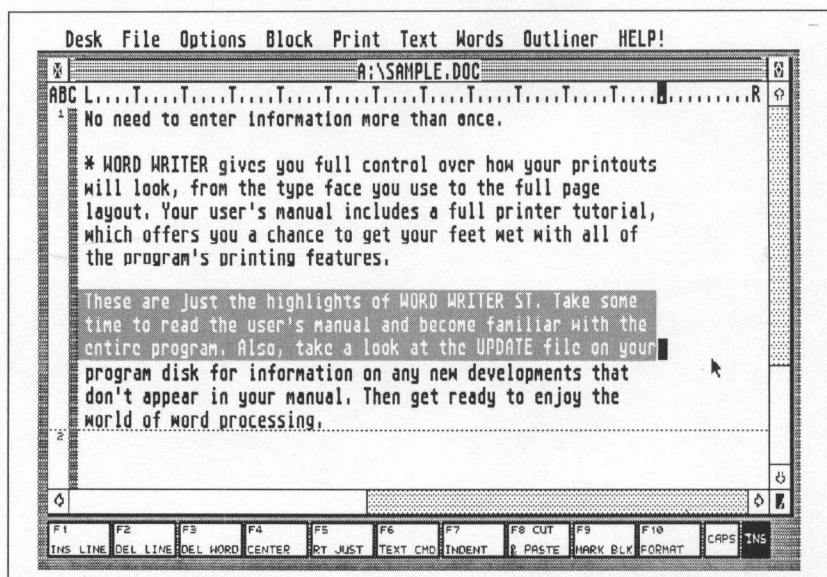 Desk File Options Block Print Text Words Outliner HELP!
A:\SAMPLE.DOC
ABC L....T....T....T....T....T....T....T....T....T....T....T..........R
1 No need to enter information more than once.
* WORD WRITER gives you full control over how your printouts
will look, from the type face you use to the full page
layout. Your user's manual includes a full printer tutorial,
which offers you a chance to get your feet wet with all of
the program's printing features.
These are just the highlights of WORD WRITER ST. Take some
time to read the user's manual and become familiar with the
entire program. Also, take a look at the UPDATE file on your
program disk for information on any new developments that
don't appear in your manual. Then get ready to enjoy the
world of word processing.
2
F1 F2 F3 F4 F5 F6 F7 F8 CUT F9 F10 CAPS INS
INS LINE DEL LINE DEL WORD CENTER RT JUST TEXT CMD INDENT & PASTE MARK BLK FORMAT